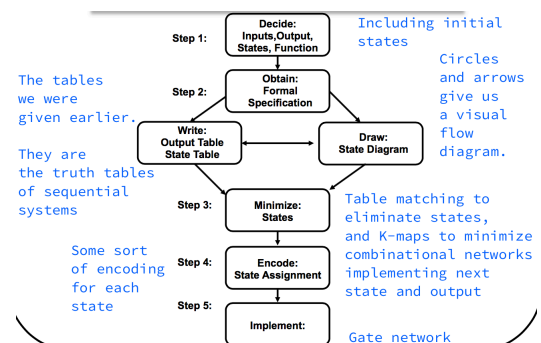 Step 1:
Decide:
Inputs,Output,
States, Function
Including initial
states
Step 2:
Obtain:
Formal
Specification
The tables
we were
given earlier.
They are
the truth tables
of sequential
systems
Circles
and arrows
give us
a visual
flow
diagram.
Write:
Output Table
State Table
Draw:
State Diagram
Step 3:
Minimize:
States
Table matching to
eliminate states,
and K-maps to minimize
combinational networks
implementing next
state and output
Some sort
of encoding
for each
state
Step 4:
Encode:
State Assignment
Step 5:
Implement:
Gate network